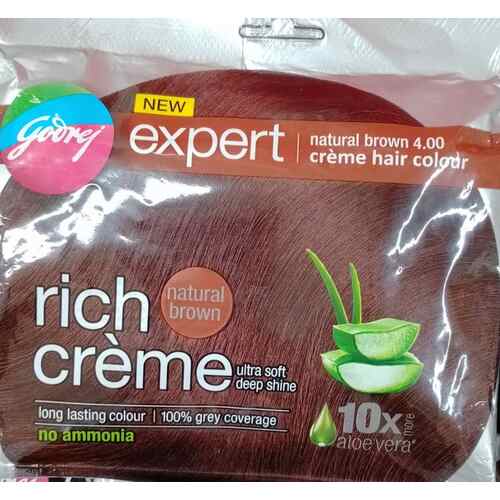 Godrej
NEW
expert
natural brown 4.00
crème hair colour
rich
crème
natural
brown
ultra soft
deep shine
long lasting colour | 100% grey coverage
no ammonia
10x more
aloe vera*